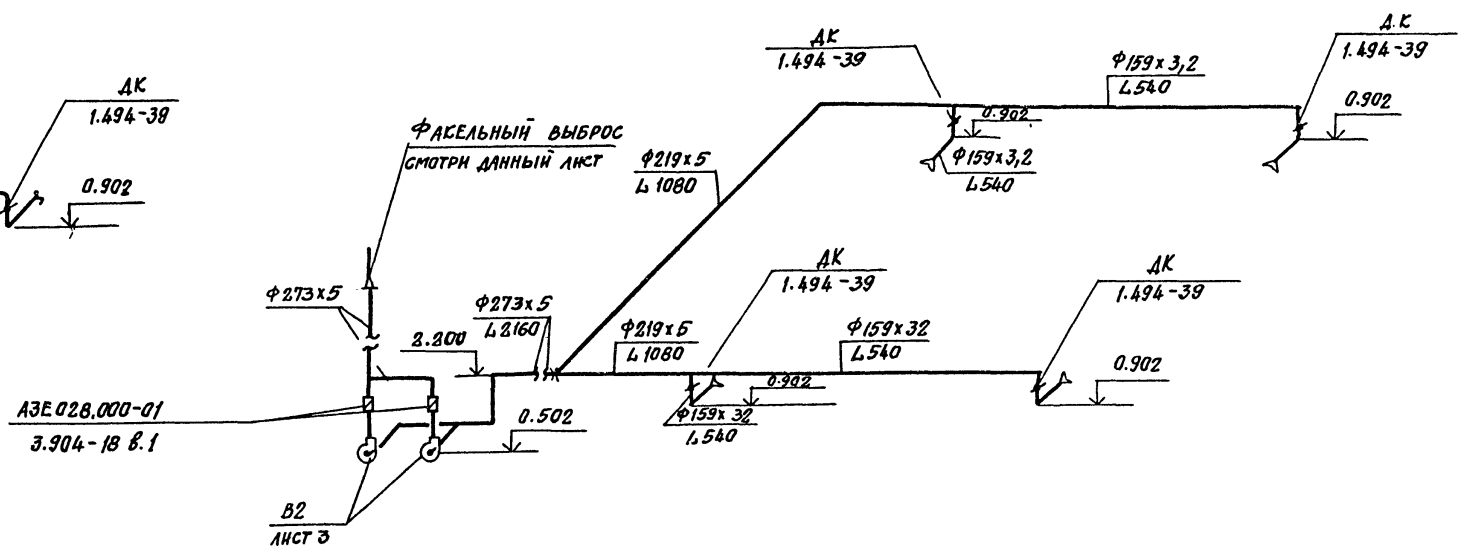 ДК
1.494-39
0.902
ФАКЕЛЬНЫЙ ВЫБРОС
СМОТРИ ДАННЫЙ ЛИСТ
ДК
1.494-39
Ф159х3,2
L540
Д.К
1.494-39
0.902
0.902
Ф159х3,2
L540
Ф219х5
L1080
Ф273х5
2.200
Ф273х5
L2160
Ф219х5
L1080
ДК
1.494-39
Ф159х32
L540
ДК
1.494-39
0.902
0.902
Ф159х32
L540
АЗЕ028.000-01
3.904-18 в.1
0.502
В2
ЛИСТ 3